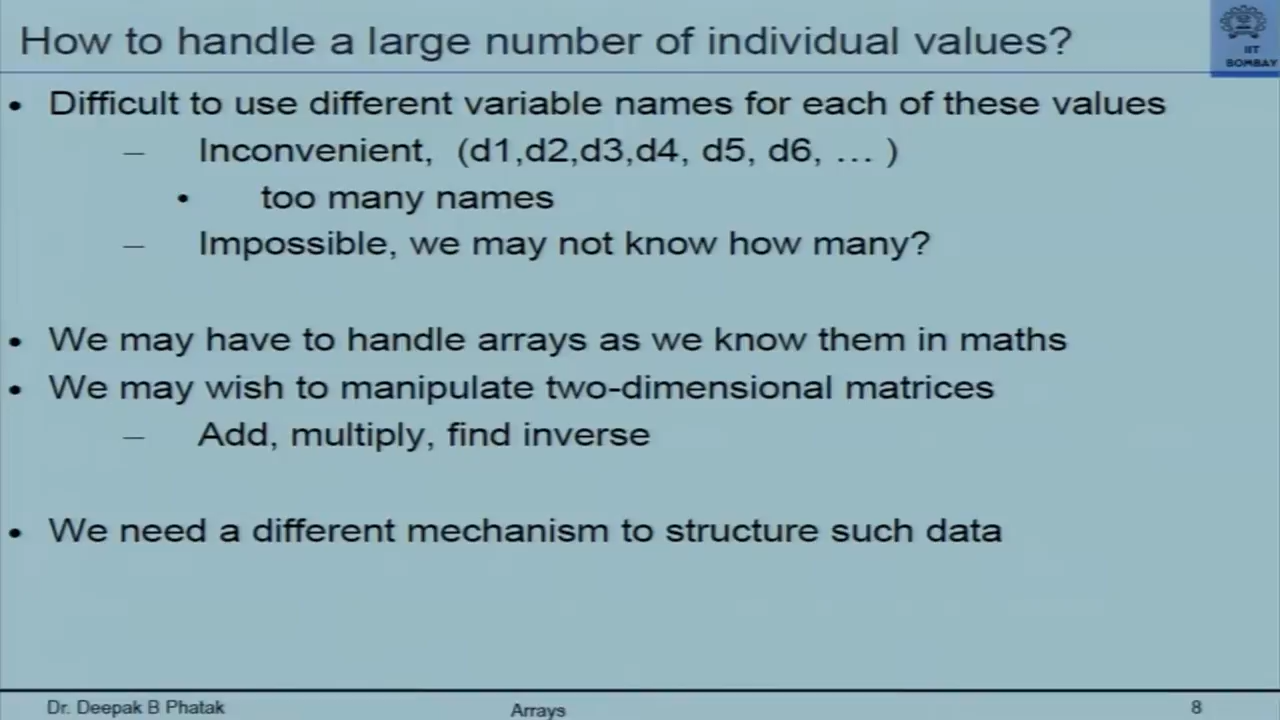 How to handle a large number of individual values?
IIT
BOMBAY
• Difficult to use different variable names for each of these values
– Inconvenient, (d1,d2,d3,d4, d5, d6, … )
• too many names
– Impossible, we may not know how many?
• We may have to handle arrays as we know them in maths
• We may wish to manipulate two-dimensional matrices
– Add, multiply, find inverse
• We need a different mechanism to structure such data
Dr. Deepak B Phatak
Arrays
8